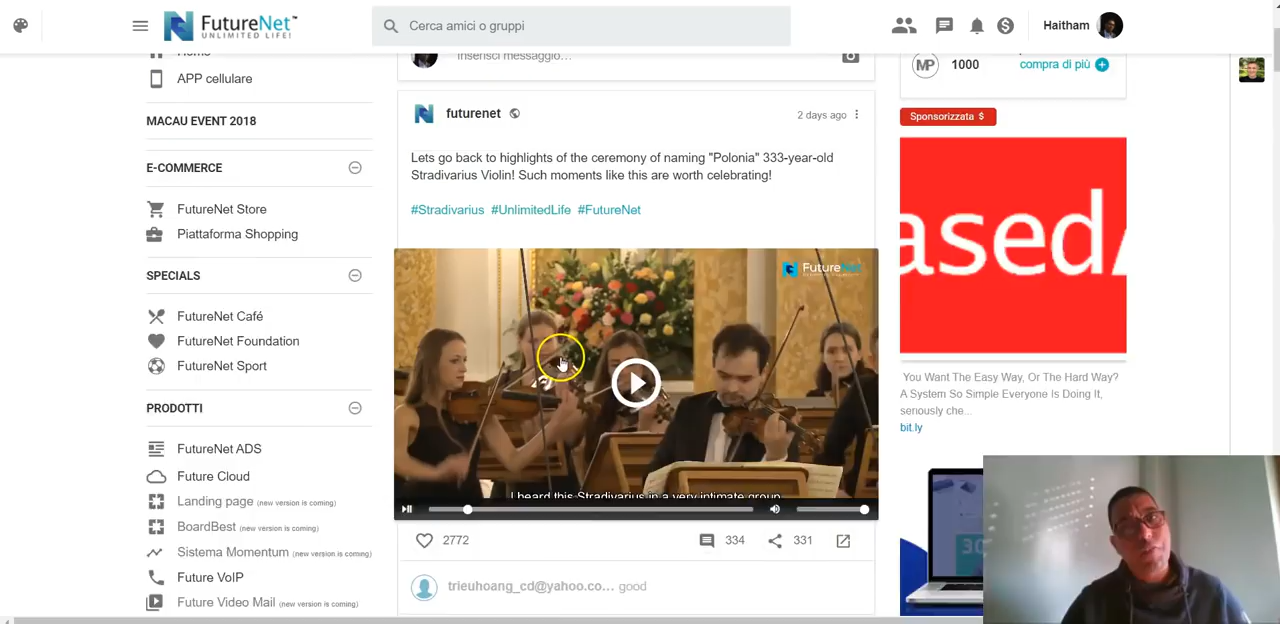 FutureNet™
UNLIMITED LIFE!
Cerca amici o gruppi
Haitham
Home
APP cellulare
MACAU EVENT 2018
E-COMMERCE
FutureNet Store
Piattaforma Shopping
SPECIALS
FutureNet Café
FutureNet Foundation
FutureNet Sport
PRODOTTI
FutureNet ADS
Future Cloud
Landing page (new version is coming)
BoardBest (new version is coming)
Sistema Momentum (new version is coming)
Future VoIP
Future Video Mail (new version is coming)
Inserisci messaggio...
futurenet
2 days ago
Lets go back to highlights of the ceremony of naming "Polonia" 333-year-old
Stradivarius Violin! Such moments like this are worth celebrating!
#Stradivarius #UnlimitedLife #FutureNet
FutureNet
I heard this Stradivarius in a very intimate group
2772
334
331
trieuhoang_cd@yahoo.co... good
MP
1000
compra di più
Sponsorizzata $
ased
You Want The Easy Way, Or The Hard Way?
A System So Simple Everyone Is Doing It,
seriously che...
bit.ly